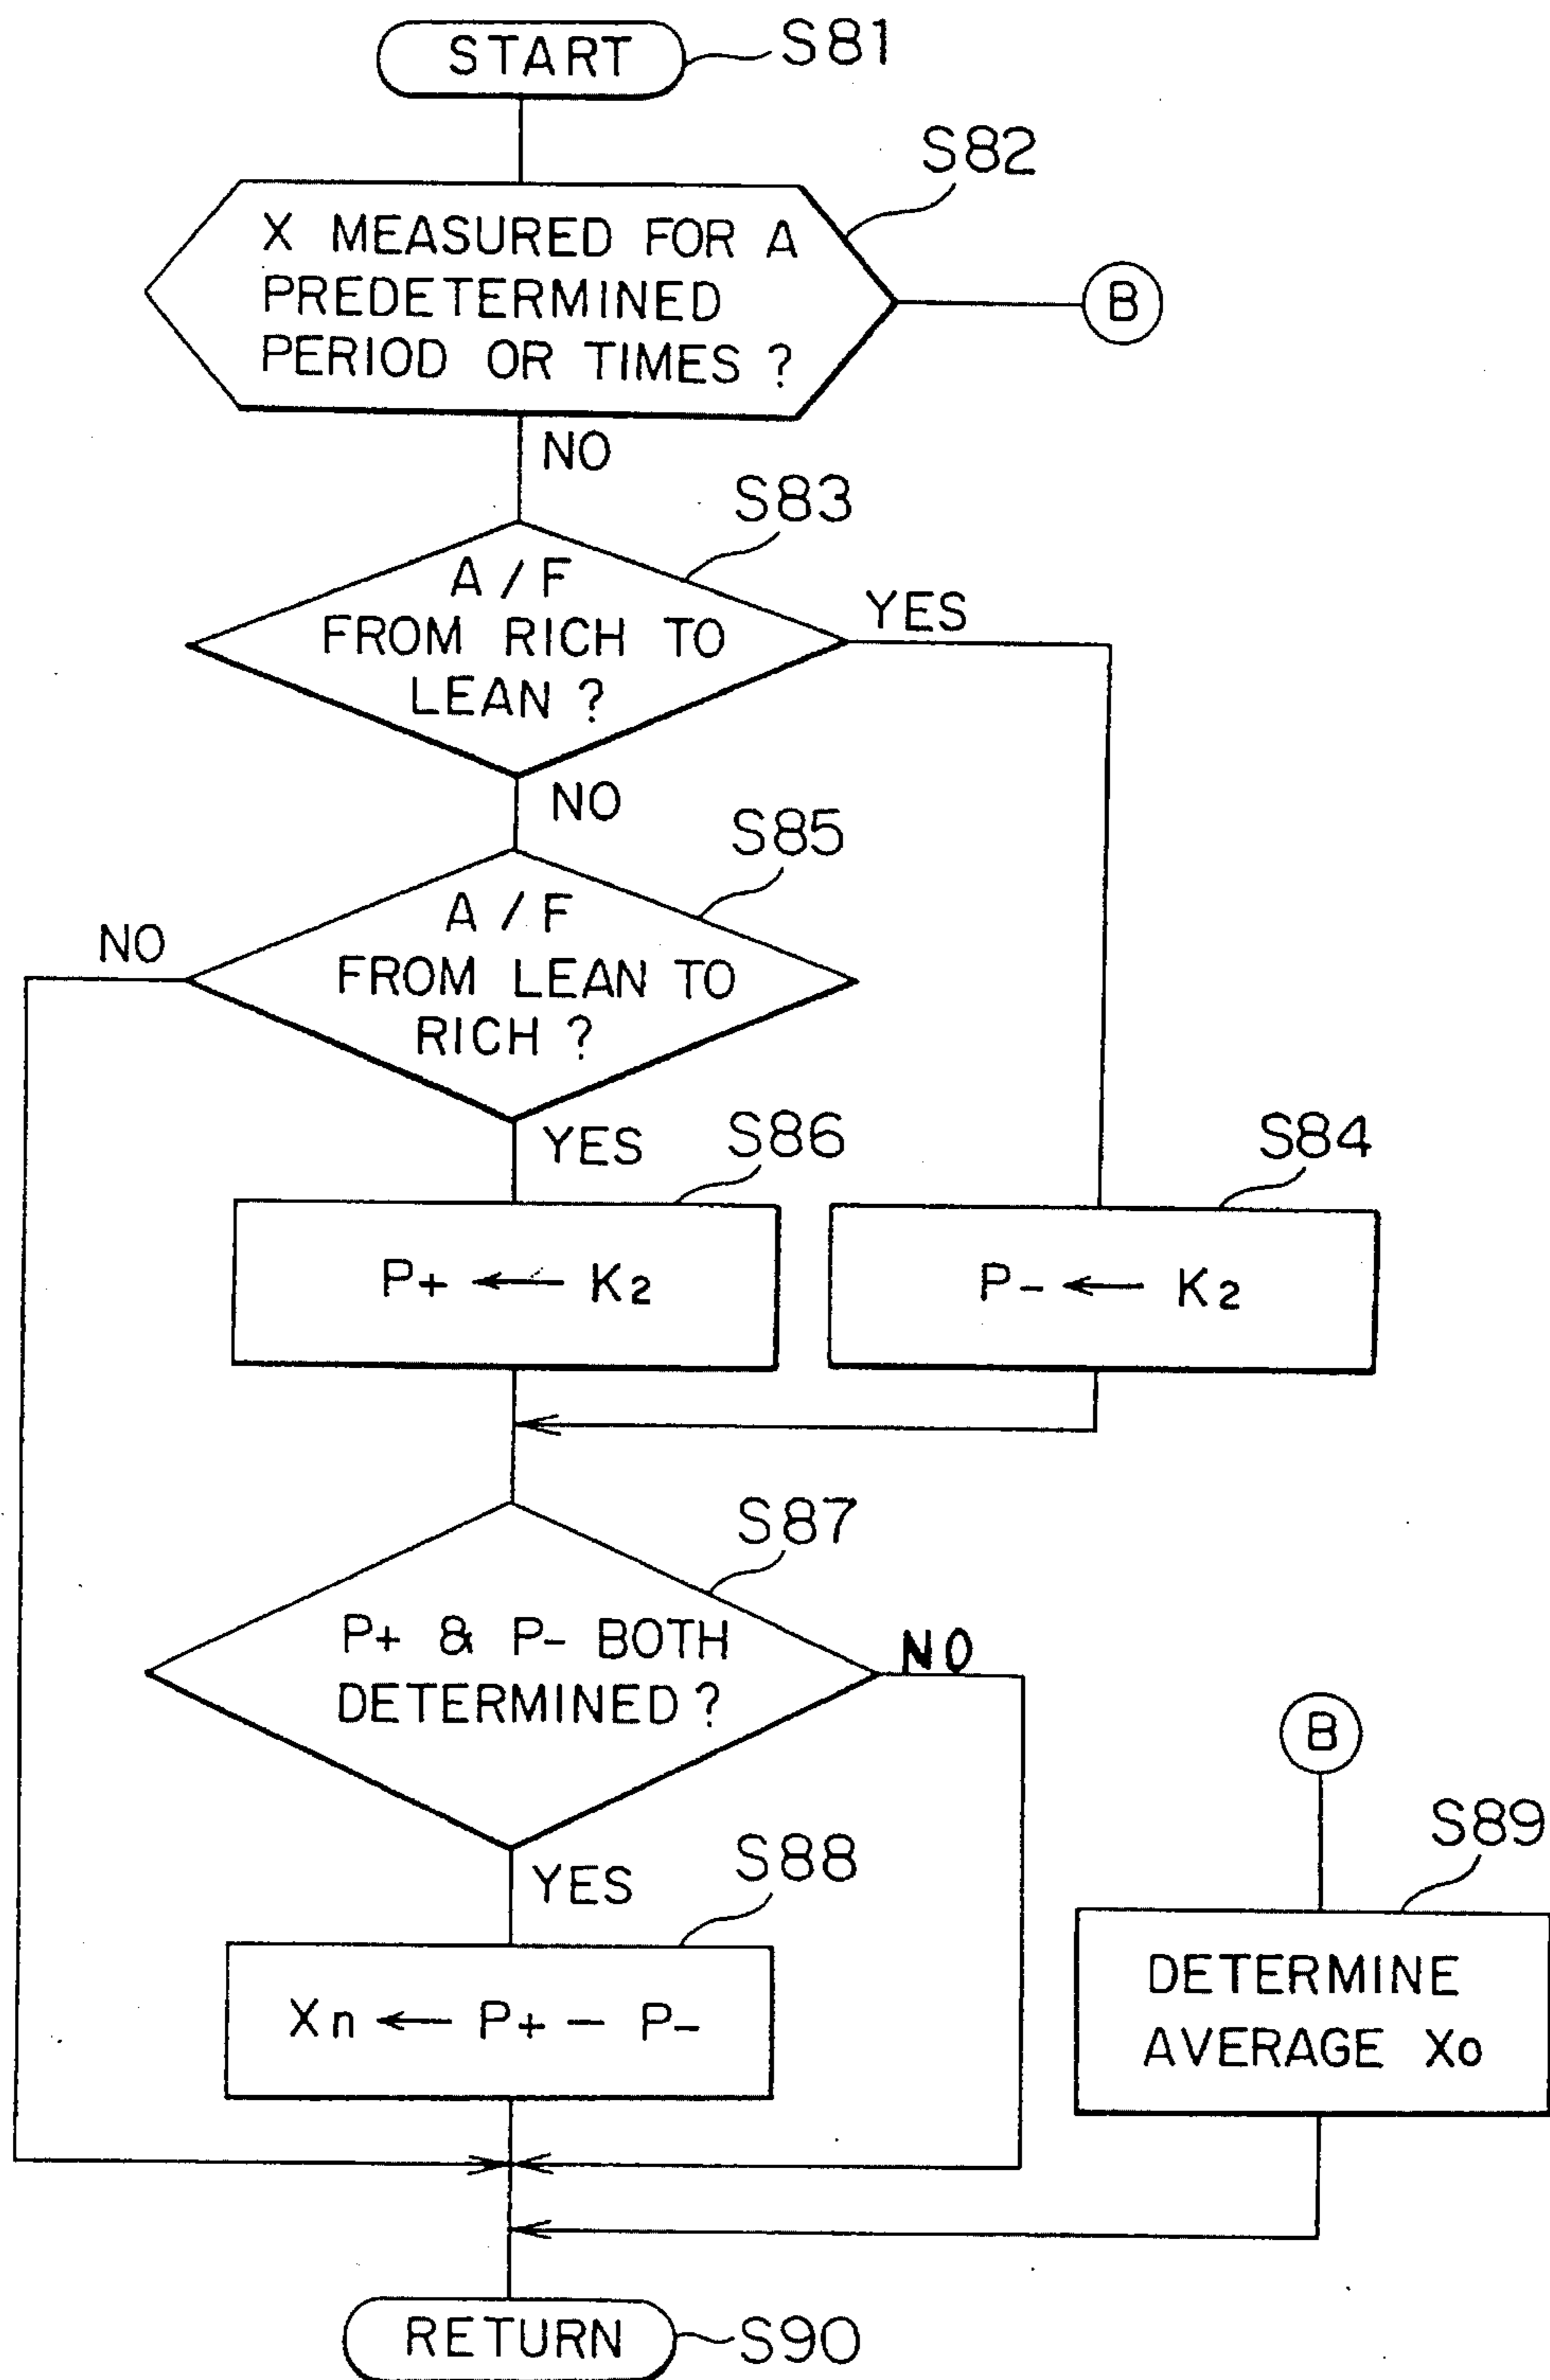 START
S81
S82
X MEASURED FOR A
PREDETERMINED
PERIOD OR TIMES ?
B
NO
S83
A / F
FROM RICH TO
LEAN ?
YES
NO
S85
A / F
FROM LEAN TO
RICH ?
NO
YES
S86
P+ ← K2
S84
P- ← K2
S87
P+ & P- BOTH
DETERMINED ?
NO
B
YES
S88
Xn ← P+ - P-
S89
DETERMINE
AVERAGE Xo
RETURN
S90